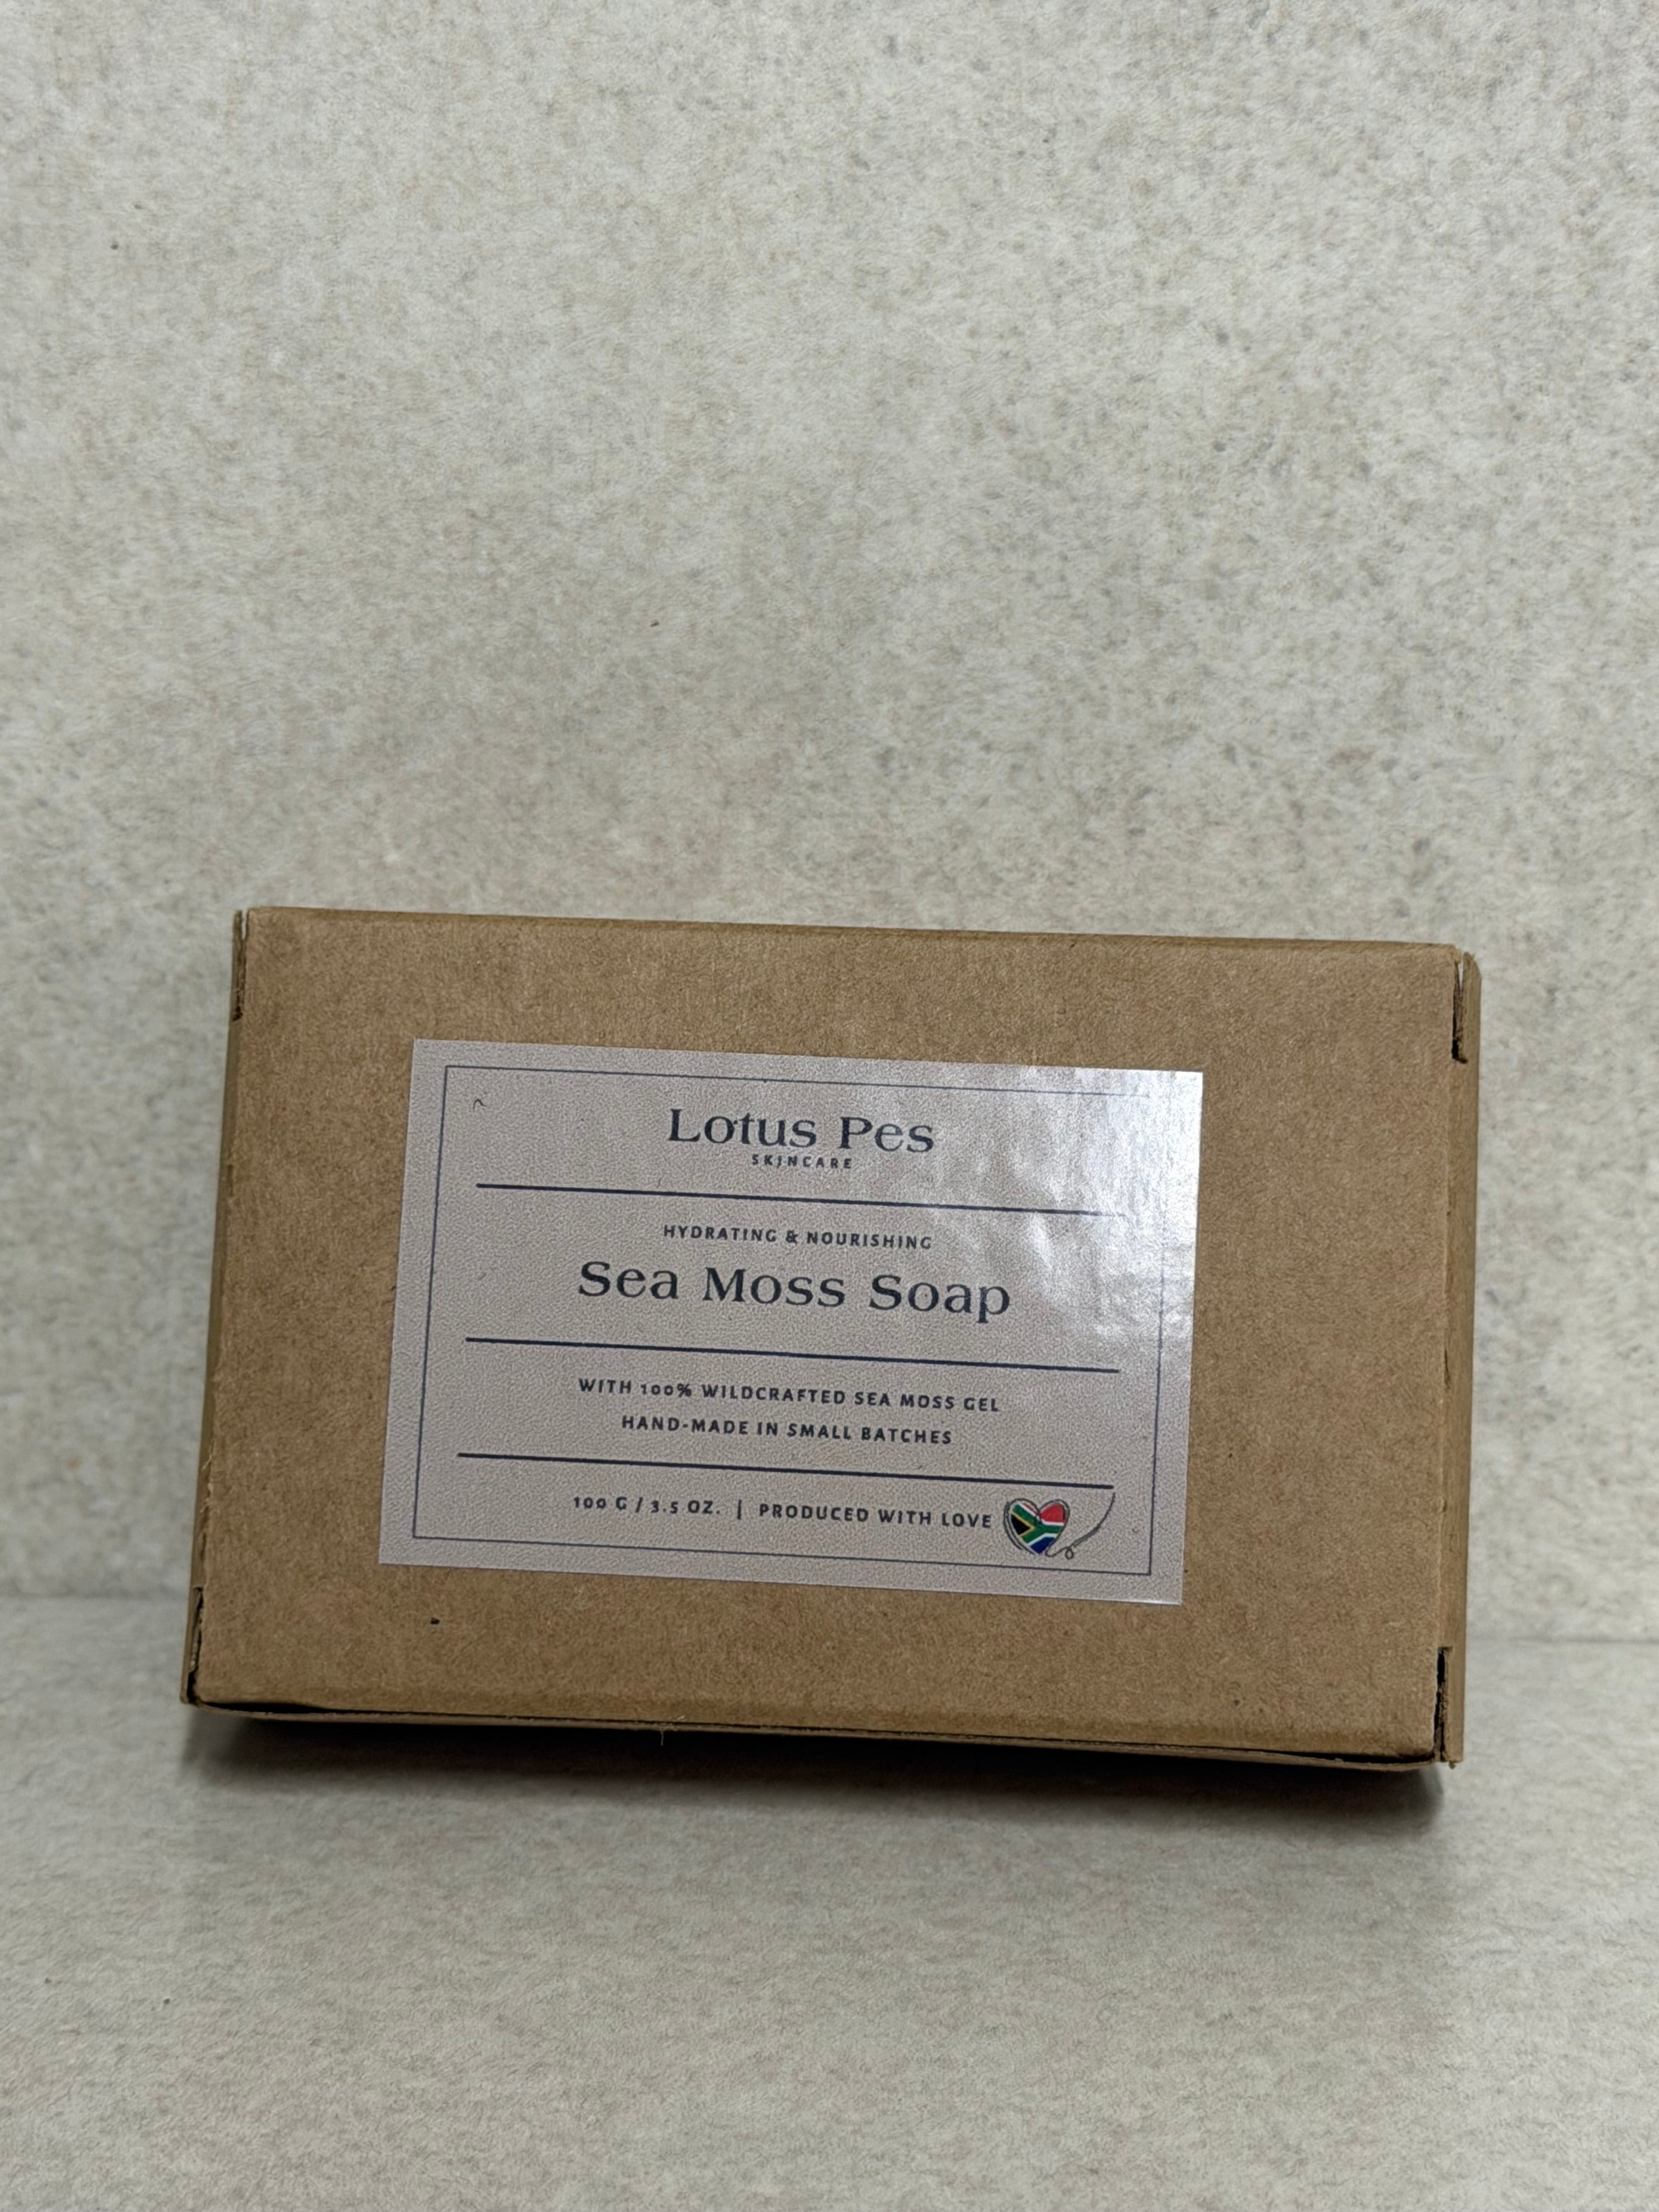 Lotus Pes
SKINCARE
HYDRATING & NOURISHING
Sea Moss Soap
WITH 100% WILDCRAFTED SEA MOSS GEL
HAND-MADE IN SMALL BATCHES
100 G / 3.5 OZ. | PRODUCED WITH LOVE